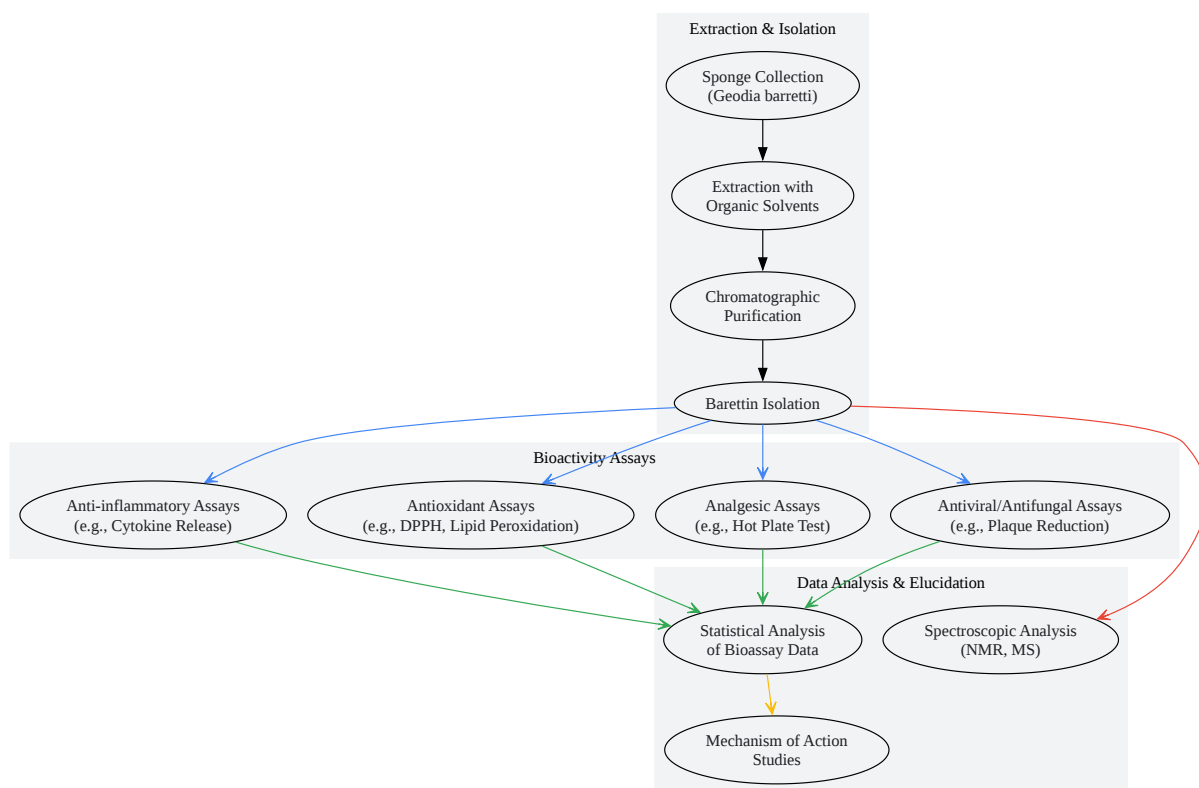 Extraction & Isolation
Sponge Collection
(Geodia barretti)
Extraction with
Organic Solvents
Chromatographic
Purification
Barettin Isolation
Bioactivity Assays
Anti-inflammatory Assays
(e.g., Cytokine Release)
Antioxidant Assays
(e.g., DPPH, Lipid Peroxidation)
Analgesic Assays
(e.g., Hot Plate Test)
Antiviral/Antifungal Assays
(e.g., Plaque Reduction)
Data Analysis & Elucidation
Statistical Analysis
of Bioassay Data
Spectroscopic Analysis
(NMR, MS)
Mechanism of Action
Studies